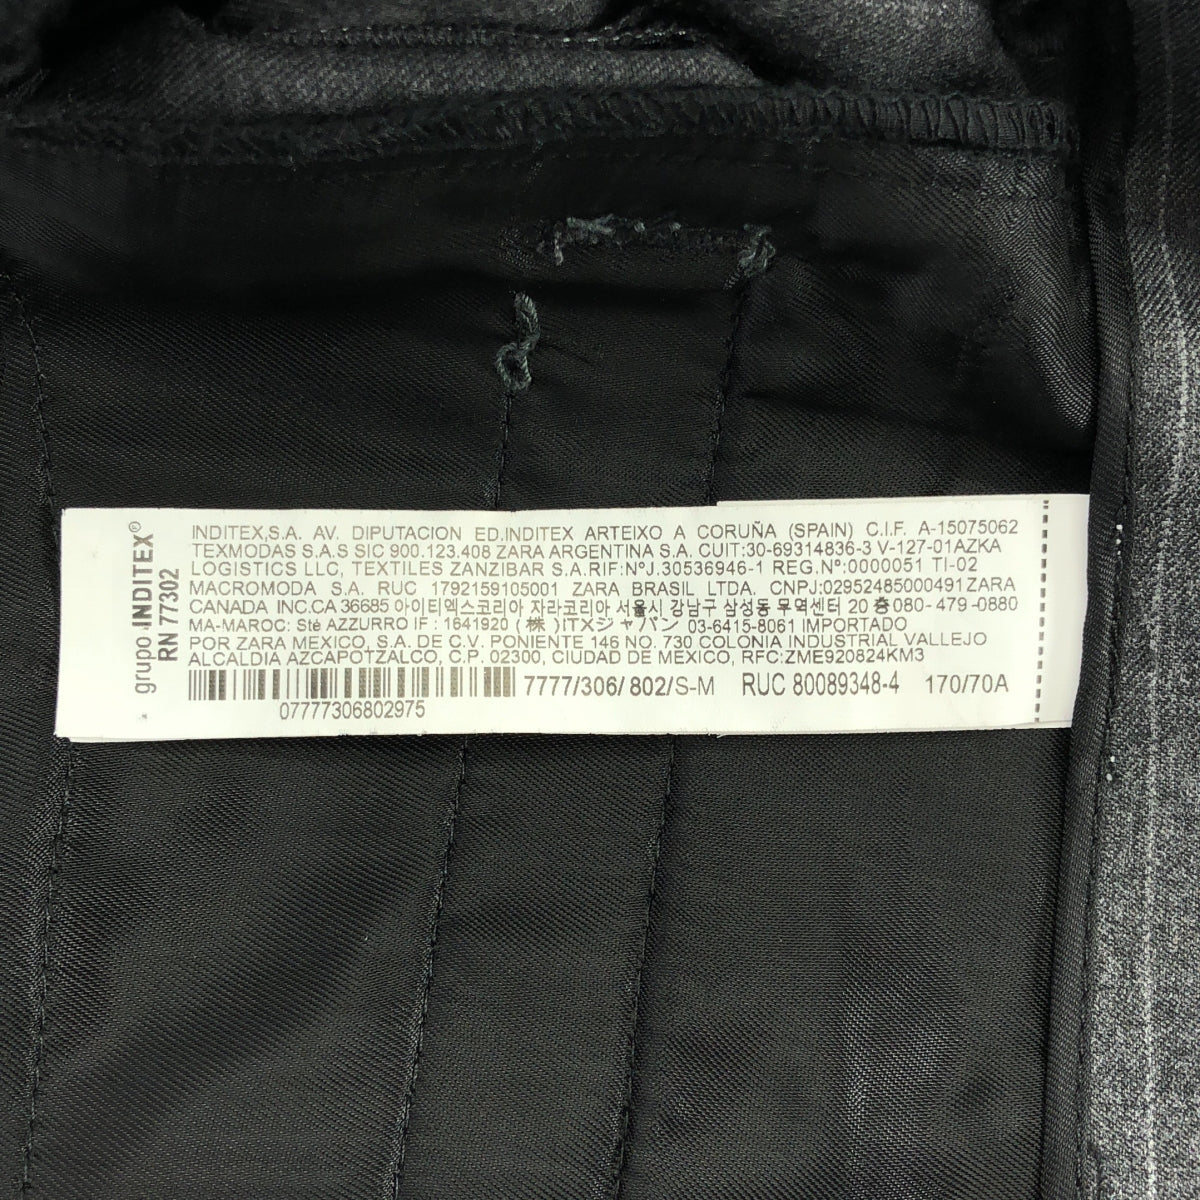 grupo INDITEX®
RN 77302
INDITEX,S.A. AV. DIPUTACION ED.INDITEX ARTEIXO A CORUÑA (SPAIN) C.I.F. A-15075062
TEXMODAS S.A.S SIC 900.123.408 ZARA ARGENTINA S.A. CUIT:30-69314836-3 V-127-01AZKA
LOGISTICS LLC, TEXTILES ZANZIBAR S.A.RIF:NºJ.30536946-1 REG.Nº:0000051 TI-02
MACROMODA S.A. RUC 1792159105001 ZARA BRASIL LTDA. CNPJ:02952485000491ZARA
CANADA INC.CA 36685 아이티엑스코리아 자라코리아 서울시 강남구 삼성동 무역센터 20 층080-479-0880
MA-MAROC: Sté AZZURRO IF : 1641920 ( 株 )ITXジャパン 03-6415-8061 IMPORTADO
POR ZARA MEXICO, S.A. DE C.V. PONIENTE 146 NO. 730 COLONIA INDUSTRIAL VALLEJO
ALCALDIA AZCAPOTZALCO, C.P. 02300, CIUDAD DE MEXICO, RFC:ZME920824KM3
7777/306/802/S-M RUC 80089348-4 170/70A
07777306802975